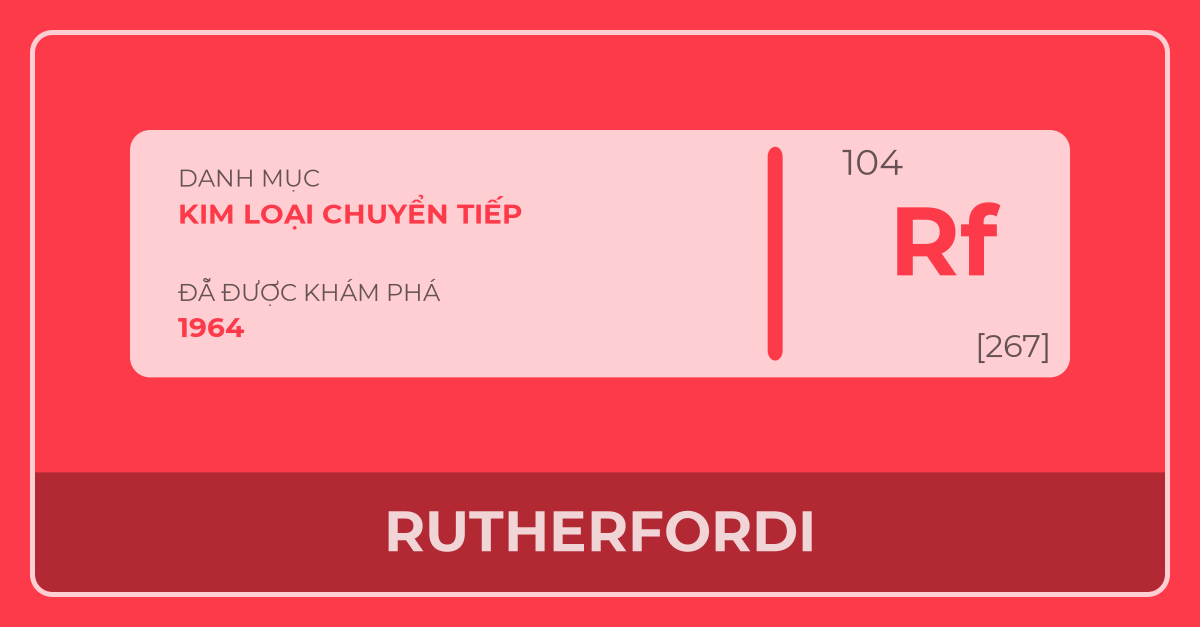 DANH MỤC
KIM LOẠI CHUYỂN TIẾP
ĐÃ ĐƯỢC KHÁM PHÁ
1964
104
Rf
[267]
RUTHERFORDI